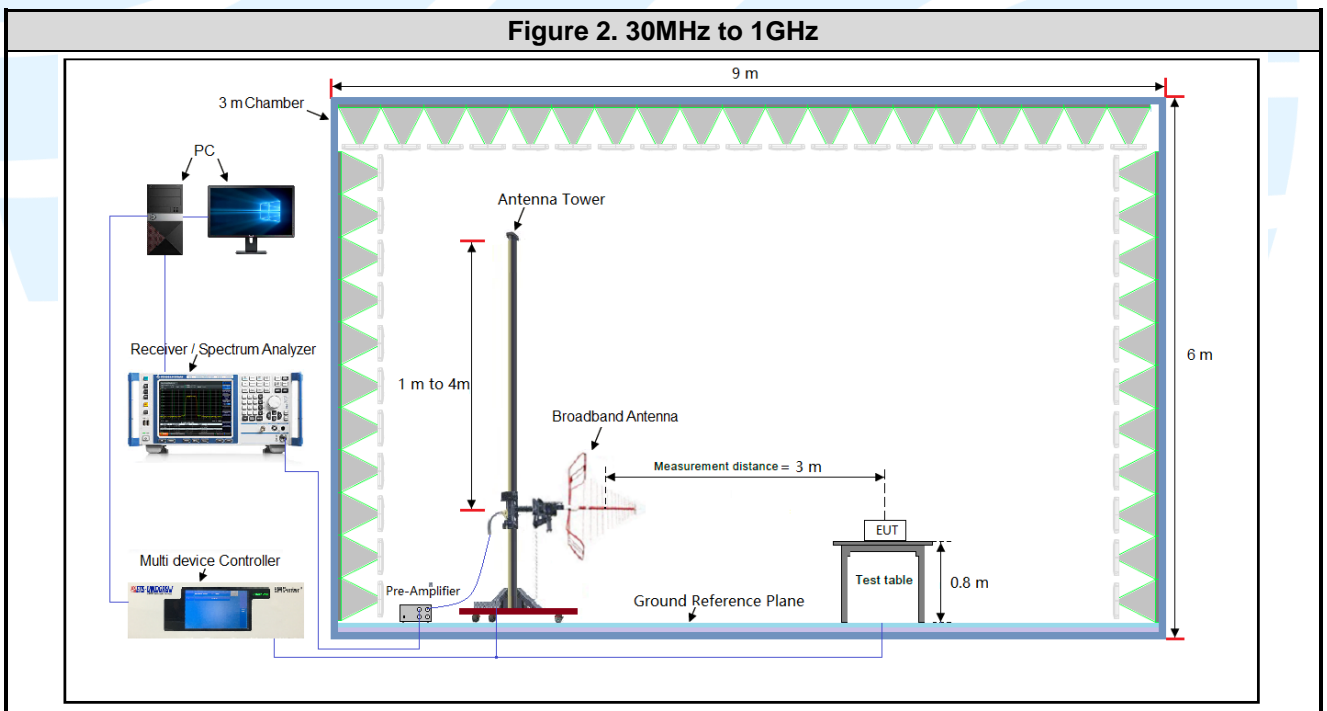 Figure 2. 30MHz to 1GHz
9 m
3 m Chamber
PC
Antenna Tower
Receiver / Spectrum Analyzer
6 m
1 m to 4m
Broadband Antenna
Measurement distance = 3 m
EUT
Multi device Controller
Pre-Amplifier
Test table
0.8 m
Ground Reference Plane